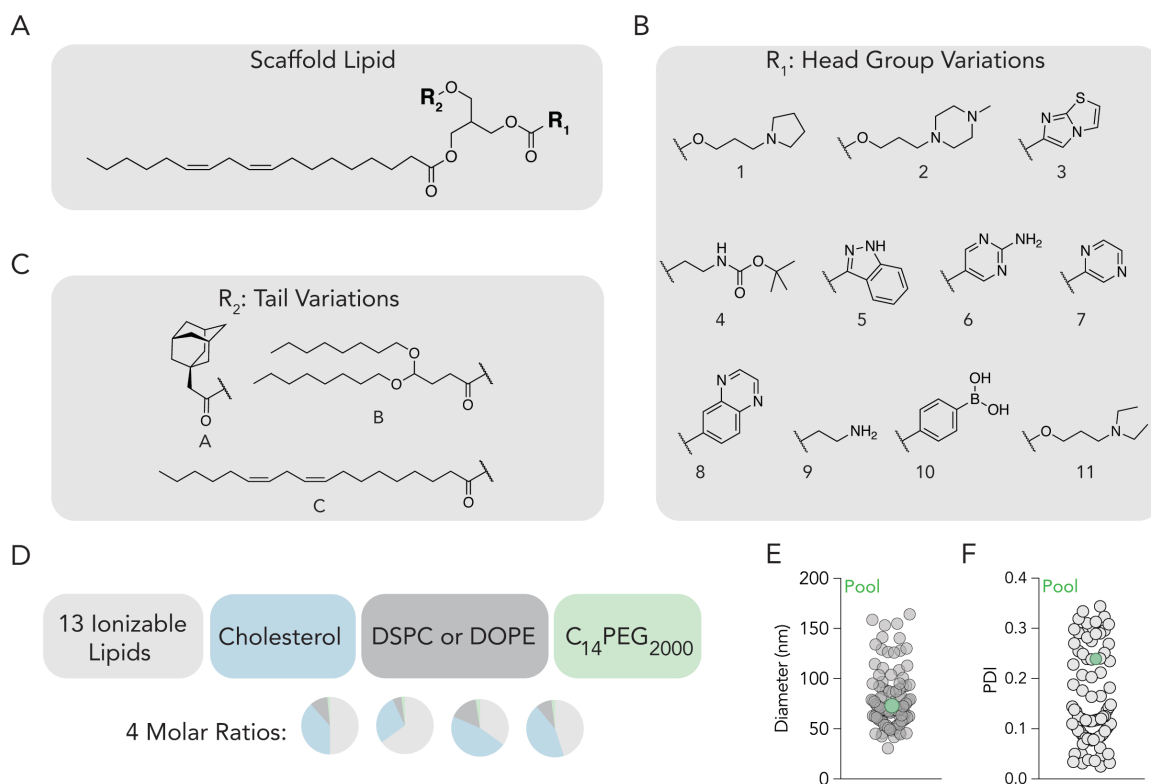 A
Scaffold Lipid
R2
O
O
R1
O
O
O
B
R1: Head Group Variations
O
N
1
O
N
N
2
N
S
N
3
H
N
O
O
4
N
NH
5
N
NH2
N
6
N
N
7
N
N
8
NH2
9
OH
B
OH
10
O
N
11
C
R2: Tail Variations
O
A
O
O
O
B
O
C
D
13 Ionizable
Lipids
Cholesterol
DSPC or DOPE
C14PEG2000
4 Molar Ratios:
E
Pool
Diameter (nm)
200
150
100
50
0
F
Pool
PDI
0.4
0.3
0.2
0.1
0